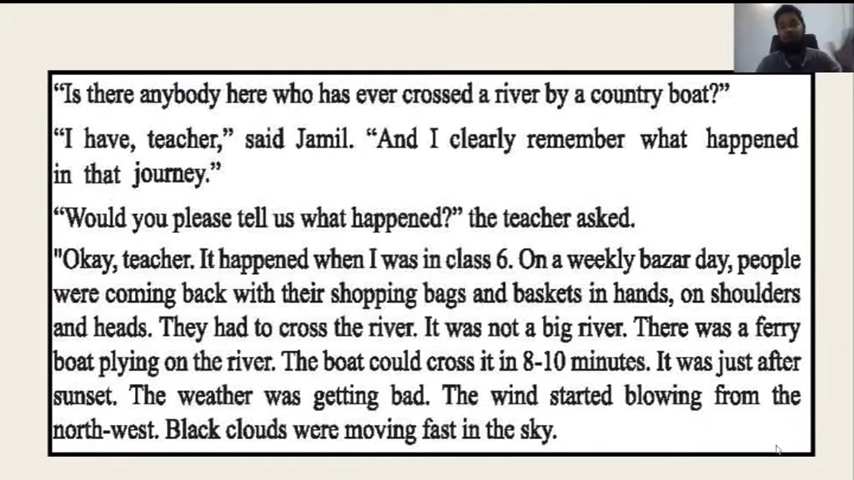 “Is there anybody here who has ever crossed a river by a country boat?”
“I have, teacher,” said Jamil. “And I clearly remember what happened
in that journey.”
“Would you please tell us what happened?” the teacher asked.
"Okay, teacher. It happened when I was in class 6. On a weekly bazar day, people
were coming back with their shopping bags and baskets in hands, on shoulders
and heads. They had to cross the river. It was not a big river. There was a ferry
boat plying on the river. The boat could cross it in 8-10 minutes. It was just after
sunset. The weather was getting bad. The wind started blowing from the
north-west. Black clouds were moving fast in the sky.